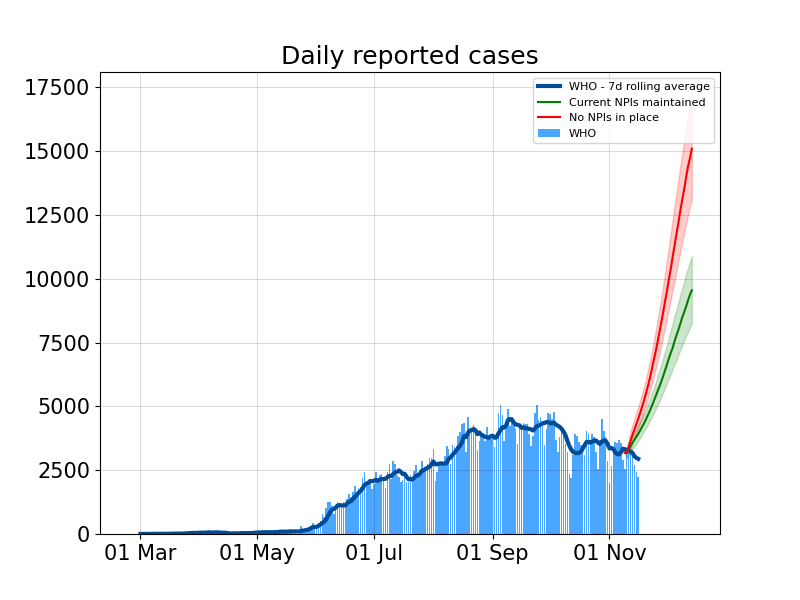 Daily reported cases
17500
15000
12500
10000
7500
5000
2500
0
WHO - 7d rolling average
Current NPIs maintained
No NPIs in place
WHO
01 Mar
01 May
01 Jul
01 Sep
01 Nov